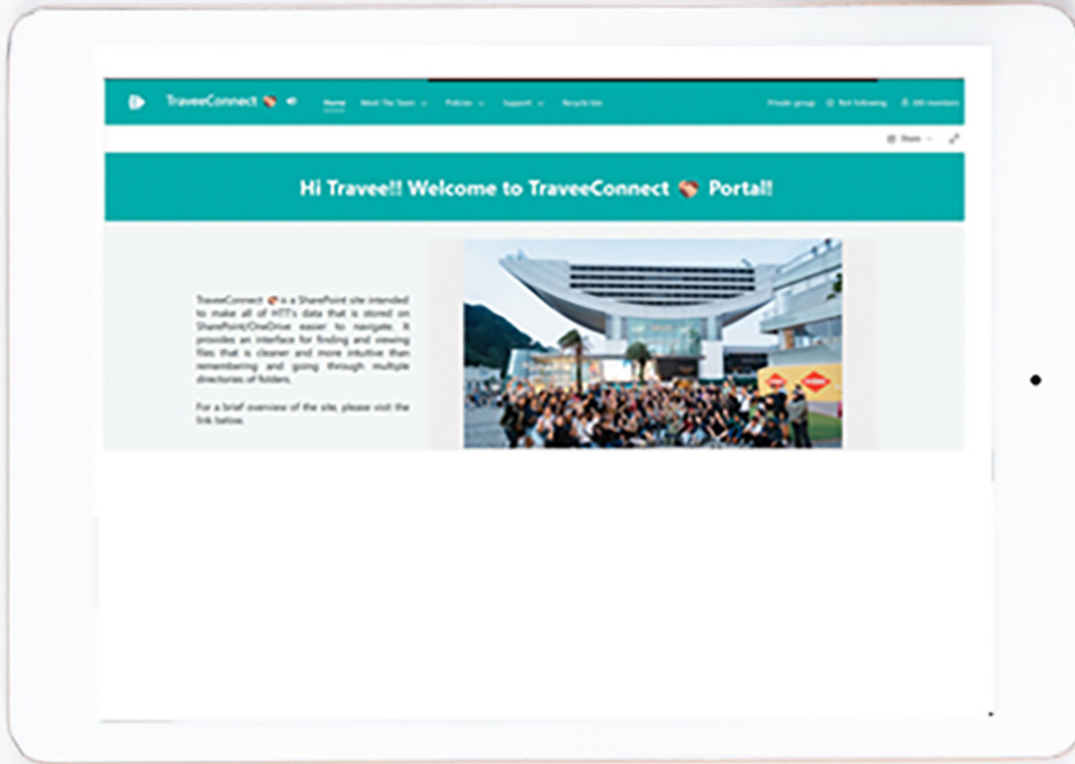 TraveeConnect
Home Meet The Team Policies Support Recycle bin
Private group Not following members
Share
Hi Travee!! Welcome to TraveeConnect Portal!
TraveeConnect is a SharePoint site intended
to make all of HTT's data that is stored on
SharePoint/OneDrive easier to navigate. It
provides an interface for finding and viewing
files that is cleaner and more intuitive than
remembering and going through multiple
directories of folders.
For a brief overview of the site, please visit the
link below.